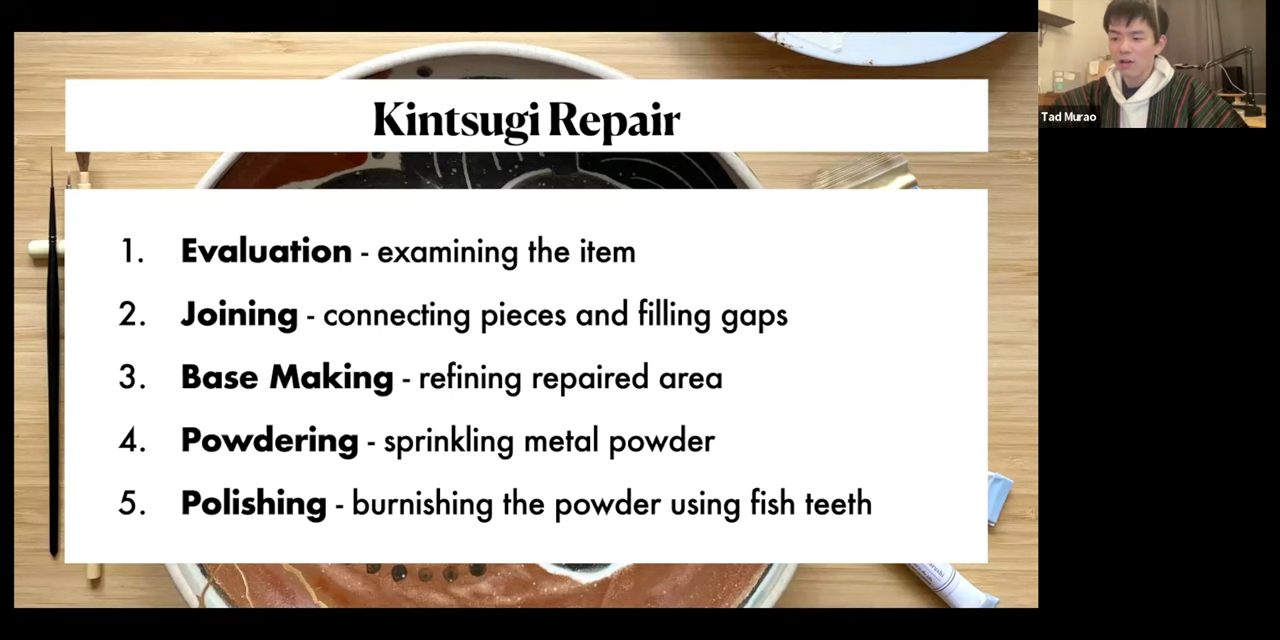 Kintsugi Repair
1. Evaluation - examining the item
2. Joining - connecting pieces and filling gaps
3. Base Making - refining repaired area
4. Powdering - sprinkling metal powder
5. Polishing - burnishing the powder using fish teeth
Tad Murao